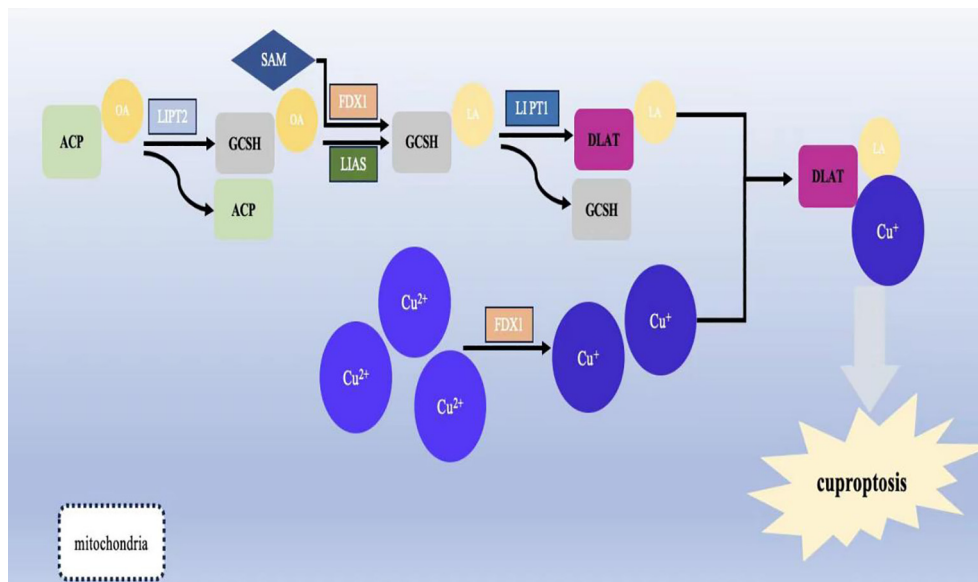 SAM
OA
LIPT2
ACP
GCSH
OA
ACP
FDX1
LIAS
GCSH
LA
LI PT1
DLAT
LA
GCSH
DLAT
LA
Cu⁺
Cu²⁺
Cu²⁺
Cu²⁺
FDX1
Cu⁺
Cu⁺
cuproptosis
mitochondria